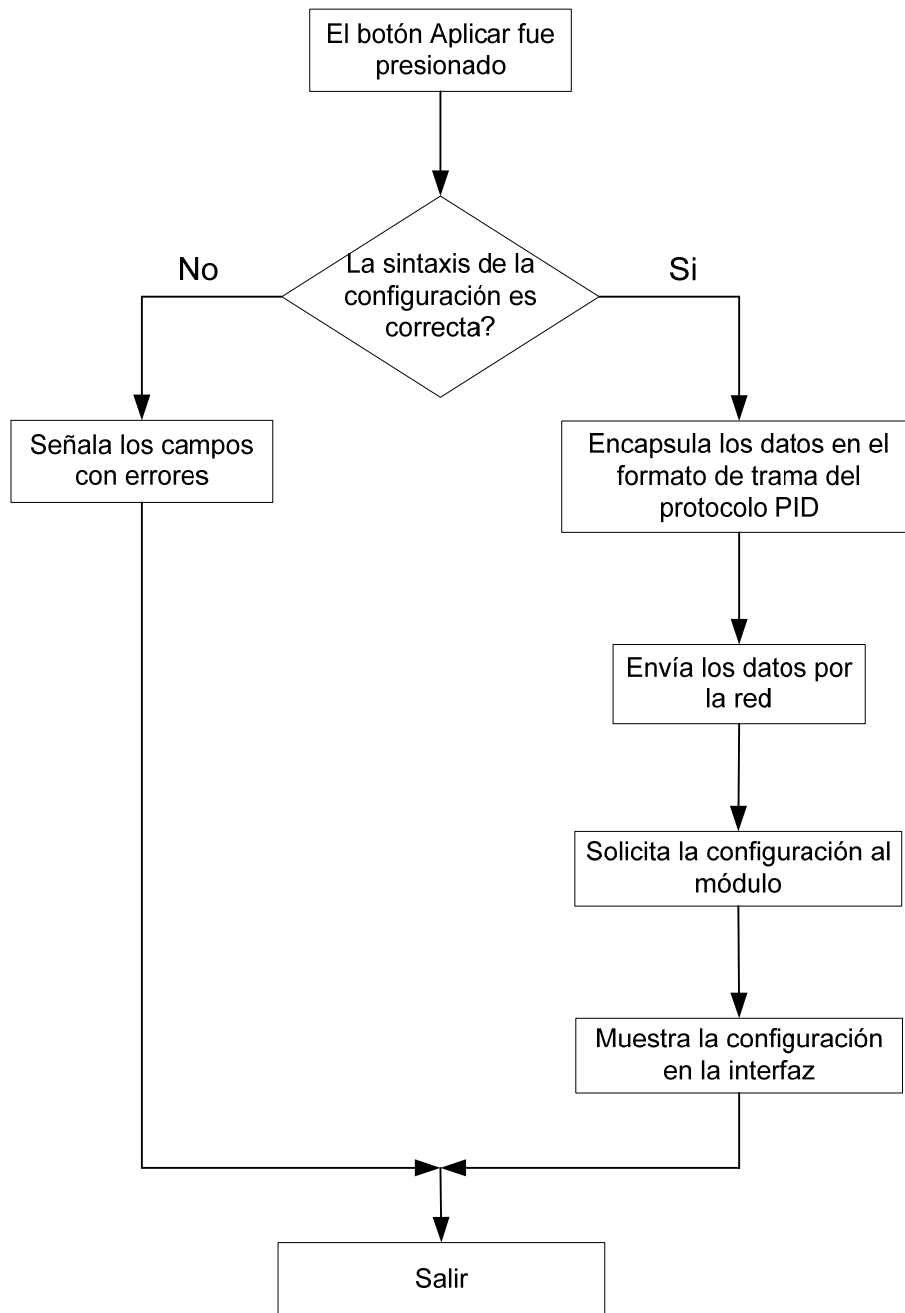 El botón Aplicar fue
presionado
La sintaxis de la
configuración es
correcta?
No
Si
Señala los campos
con errores
Encapsula los datos en el
formato de trama del
protocolo PID
Envía los datos por
la red
Solicita la configuración al
módulo
Muestra la configuración
en la interfaz
Salir